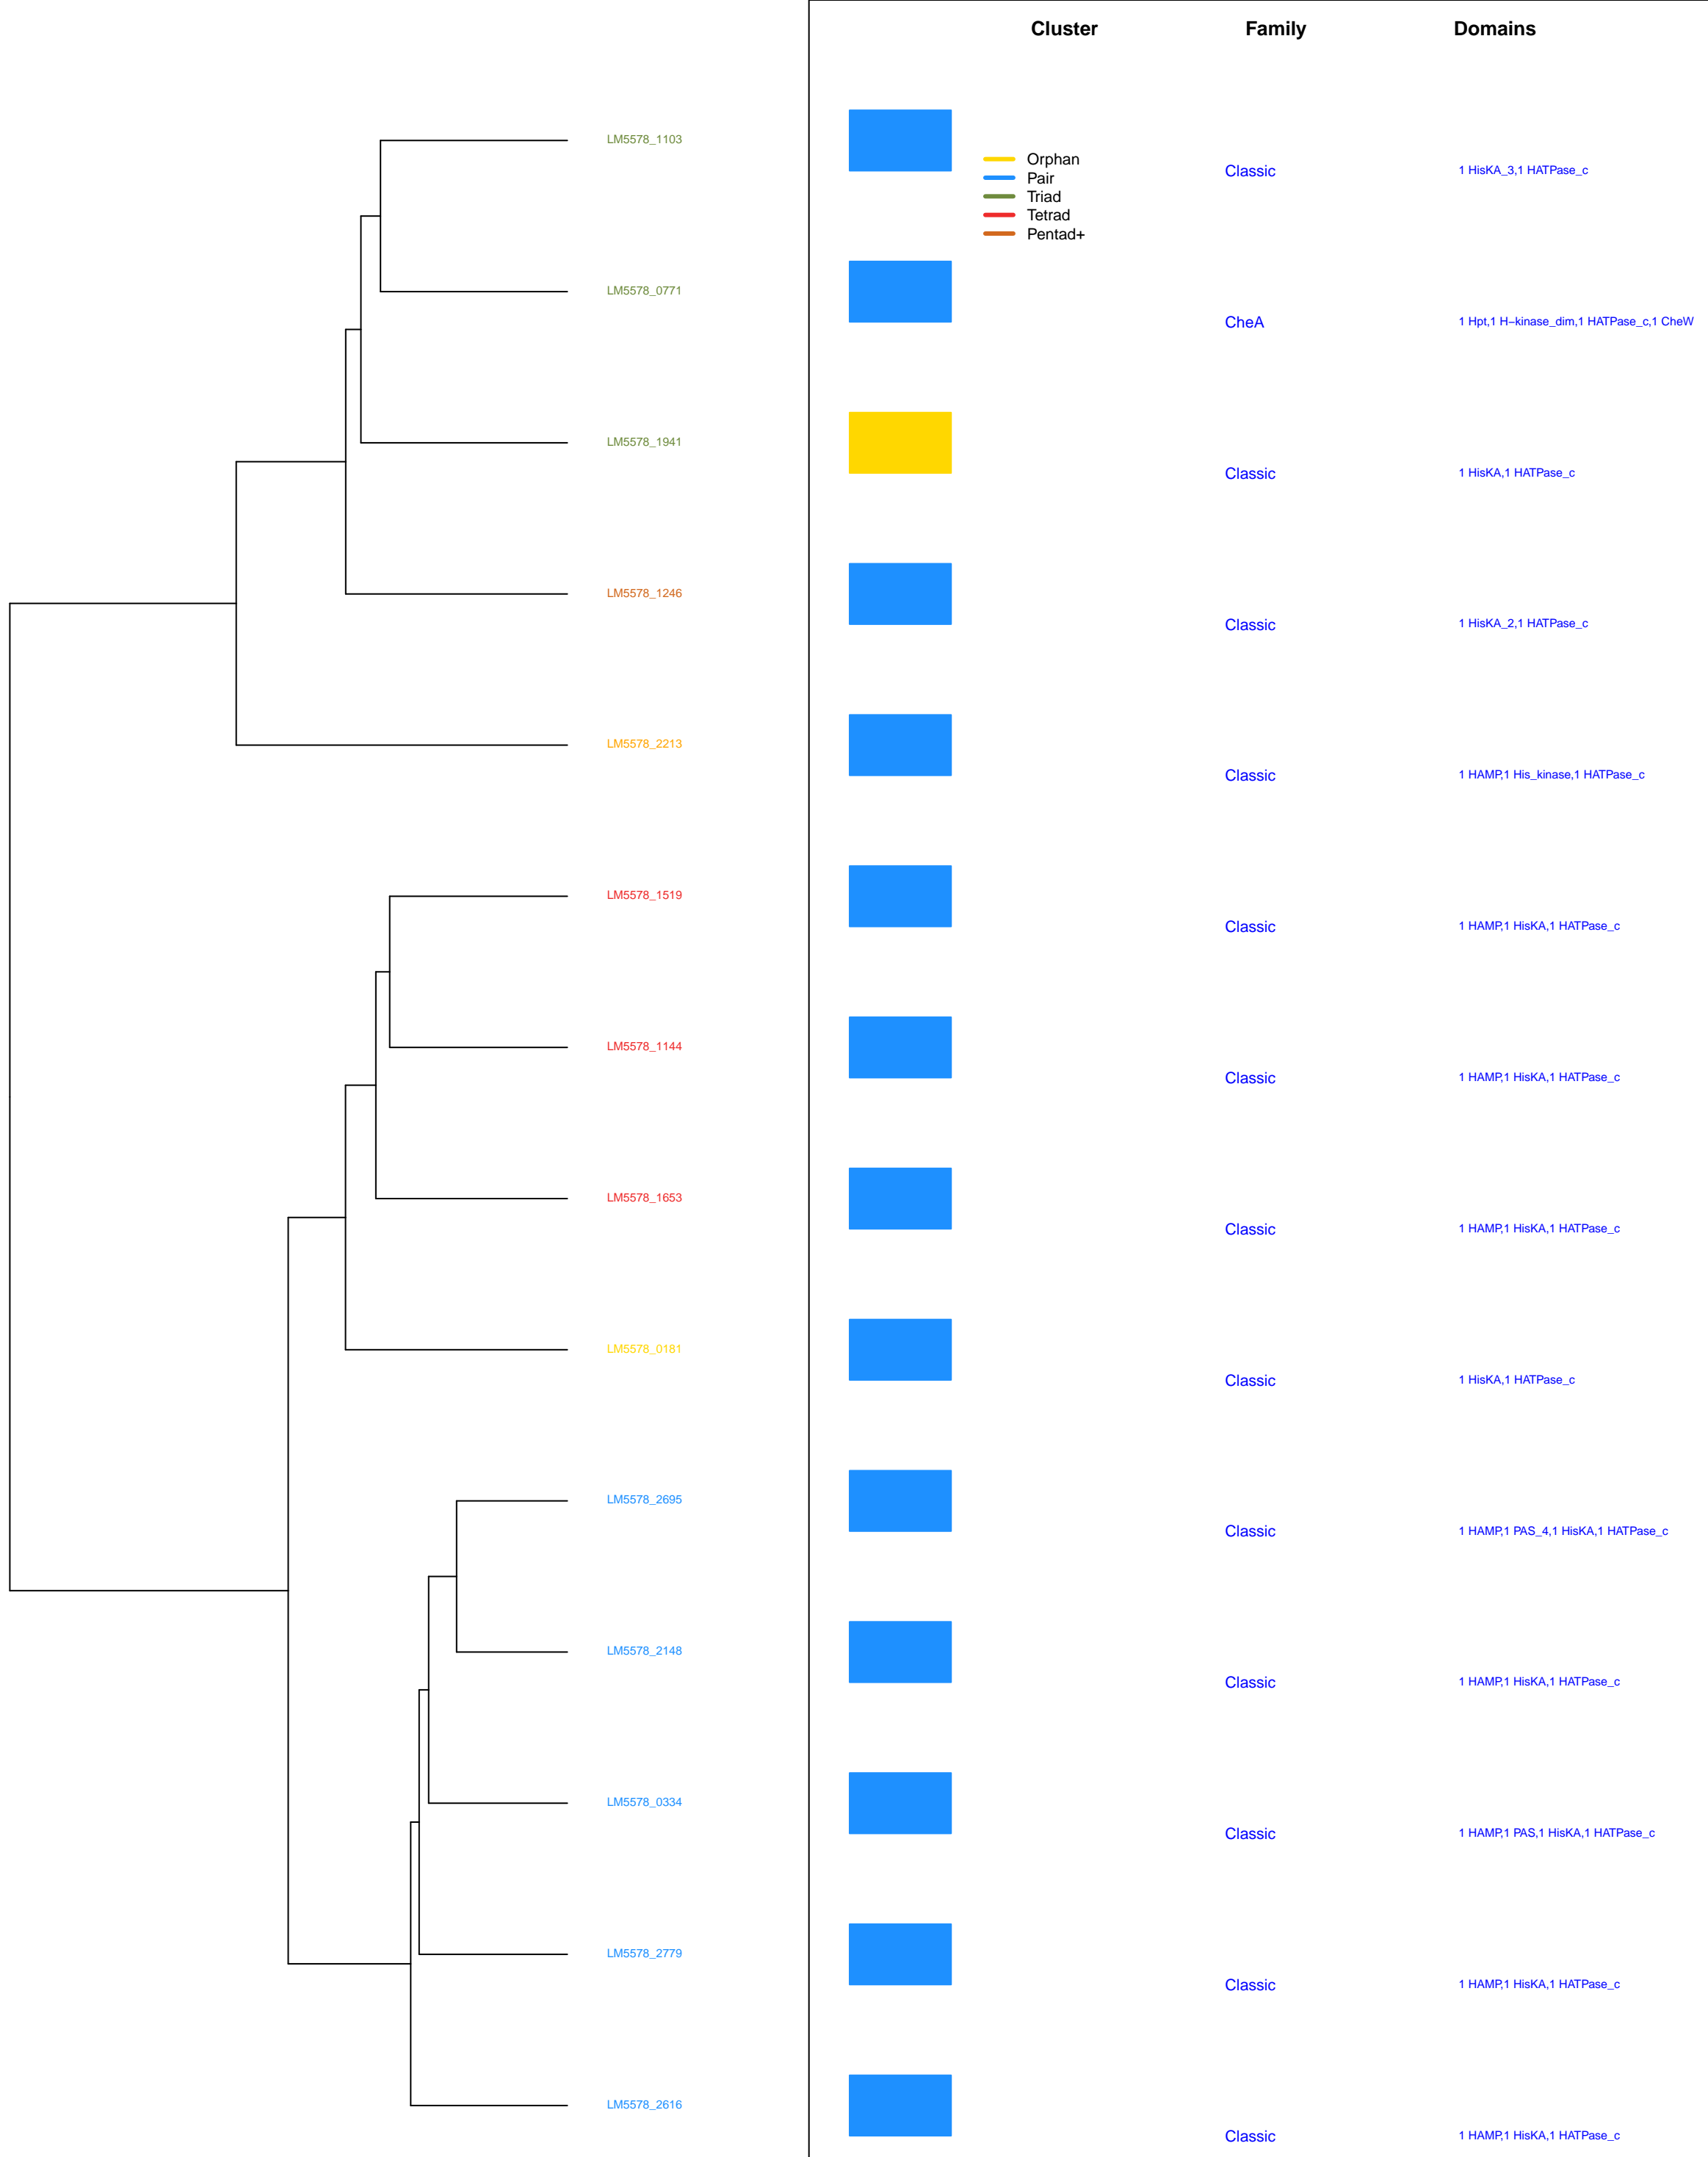 Cluster Family Domains
LM5578_1103
Orphan
Pair
Triad
Tetrad
Pentad+
Classic 1 HisKA_3,1 HATPase_c
LM5578_0771
CheA 1 Hpt,1 H−kinase_dim,1 HATPase_c,1 CheW
LM5578_1941
Classic 1 HisKA,1 HATPase_c
LM5578_1246
Classic 1 HisKA_2,1 HATPase_c
LM5578_2213
Classic 1 HAMP,1 His_kinase,1 HATPase_c
LM5578_1519
Classic 1 HAMP,1 HisKA,1 HATPase_c
LM5578_1144
Classic 1 HAMP,1 HisKA,1 HATPase_c
LM5578_1653
Classic 1 HAMP,1 HisKA,1 HATPase_c
LM5578_0181
Classic 1 HisKA,1 HATPase_c
LM5578_2695
Classic 1 HAMP,1 PAS_4,1 HisKA,1 HATPase_c
LM5578_2148
Classic 1 HAMP,1 HisKA,1 HATPase_c
LM5578_0334
Classic 1 HAMP,1 PAS,1 HisKA,1 HATPase_c
LM5578_2779
Classic 1 HAMP,1 HisKA,1 HATPase_c
LM5578_2616
Classic 1 HAMP,1 HisKA,1 HATPase_c